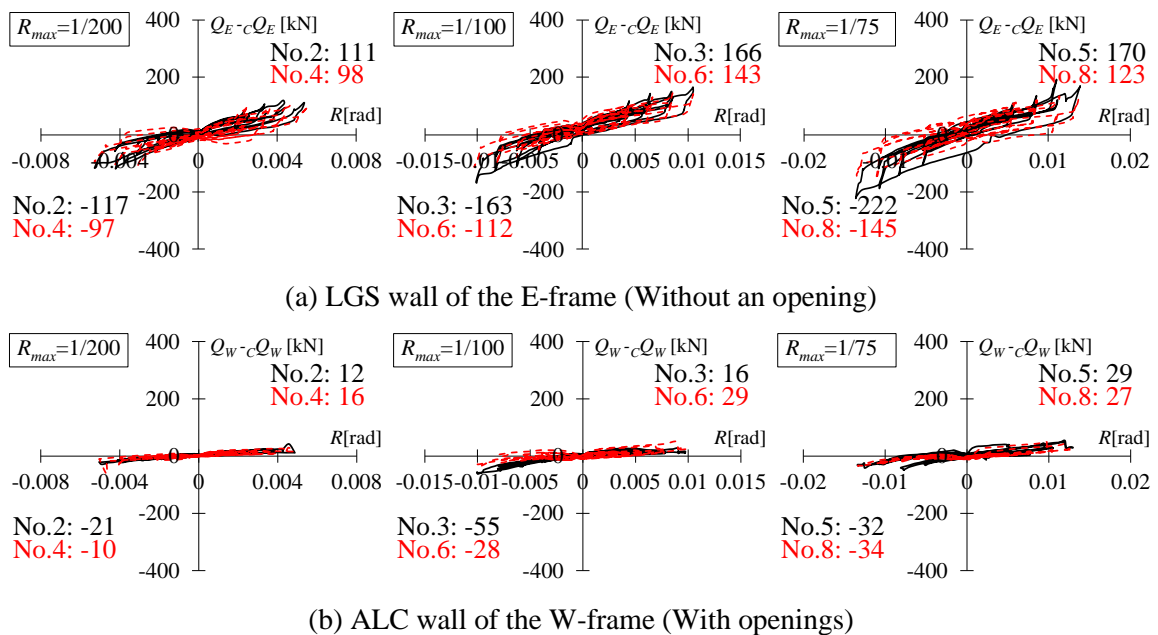 R_max=1/200
400
Q_E-_CQ_E [kN]
No.2: 111
No.4: 98
200
R[rad]
0
-0.008
-0.004
0
0.004
0.008
-200
No.2: -117
No.4: -97
-400
R_max=1/100
400
Q_E-_CQ_E [kN]
No.3: 166
No.6: 143
200
R[rad]
0
-0.015
-0.01
-0.005
0
0.005
0.01
0.015
-200
No.3: -163
No.6: -112
-400
R_max=1/75
400
Q_E-_CQ_E [kN]
No.5: 170
No.8: 123
200
R[rad]
0
-0.02
-0.01
0
0.01
0.02
-200
No.5: -222
No.8: -145
-400
(a) LGS wall of the E-frame (Without an opening)
R_max=1/200
400
Q_W-_CQ_W [kN]
No.2: 12
No.4: 16
200
R[rad]
0
-0.008
-0.004
0
0.004
0.008
-200
No.2: -21
No.4: -10
-400
R_max=1/100
400
Q_W-_CQ_W [kN]
No.3: 16
No.6: 29
200
R[rad]
0
-0.015
-0.01
-0.005
0
0.005
0.01
0.015
-200
No.3: -55
No.6: -28
-400
R_max=1/75
400
Q_W-_CQ_W [kN]
No.5: 29
No.8: 27
200
R[rad]
0
-0.02
-0.01
0
0.01
0.02
-200
No.5: -32
No.8: -34
-400
(b) ALC wall of the W-frame (With openings)